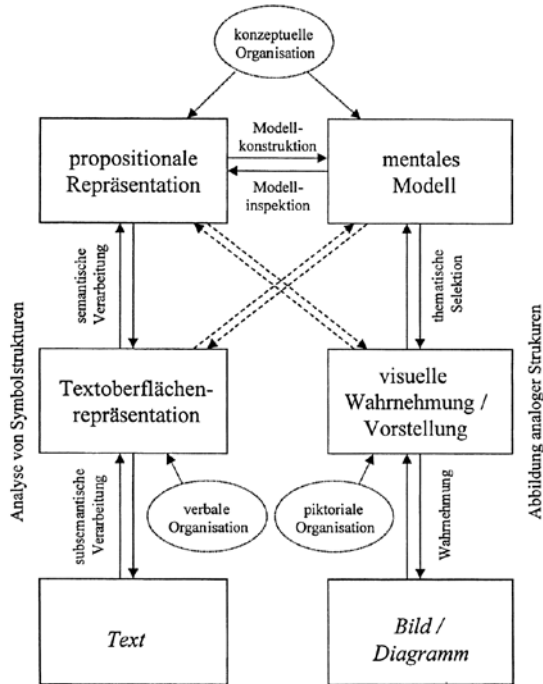 konzeptuelle
Organisation
propositionale
Repräsentation
Modell-
konstruktion
Modell-
inspektion
mentales
Modell
semantische
Verarbeitung
thematische
Selektion
Analyse von Symbolstrukturen
Textoberflächen-
repräsentation
visuelle
Wahrnehmung /
Vorstellung
Abbildung analoger Strukuren
subsemantische
Verarbeitung
verbale
Organisation
piktoriale
Organisation
Wahrnehmung
Text
Bild /
Diagramm